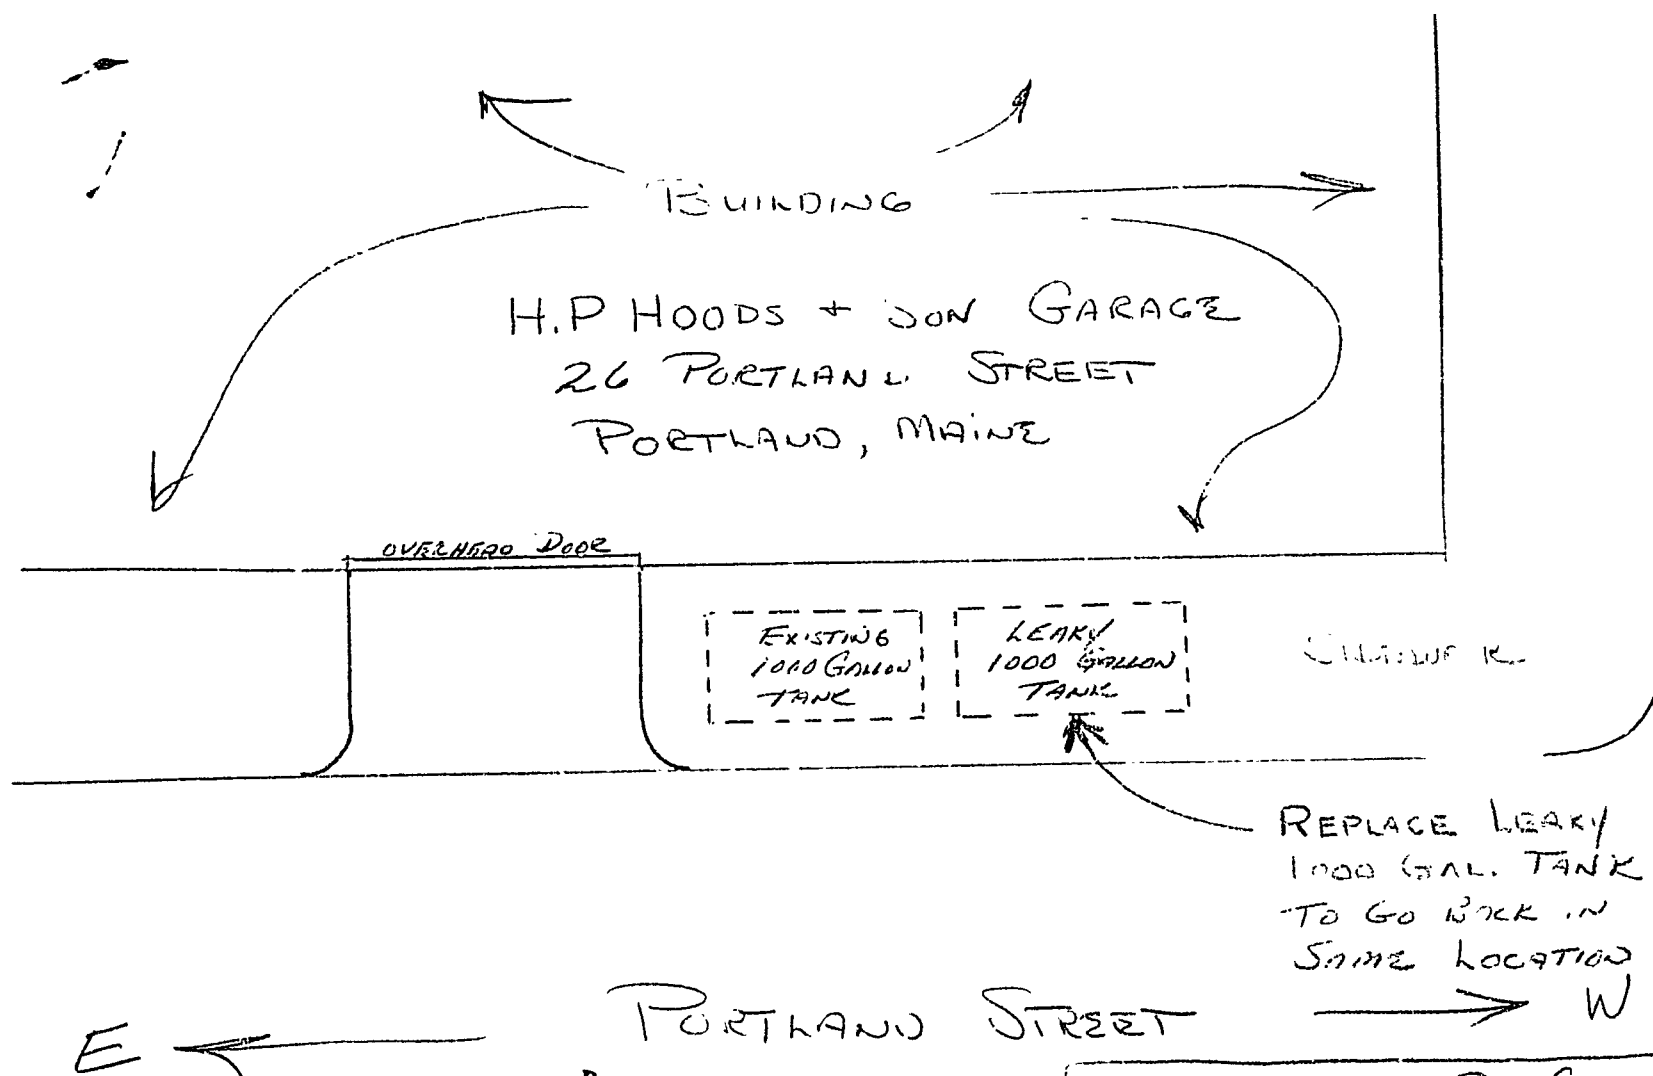 BUILDING
H.P HOODS + SON GARAGE
26 PORTLAND STREET
PORTLAND, MAINE
OVERHEAD DOOR
EXISTING
1000 GALLON
TANK
LEAKY
1000 GALLON
TANK
REPLACE LEAKY
1000 GAL. TANK
TO GO BACK IN
SAME LOCATION
PORTLAND STREET
W
E